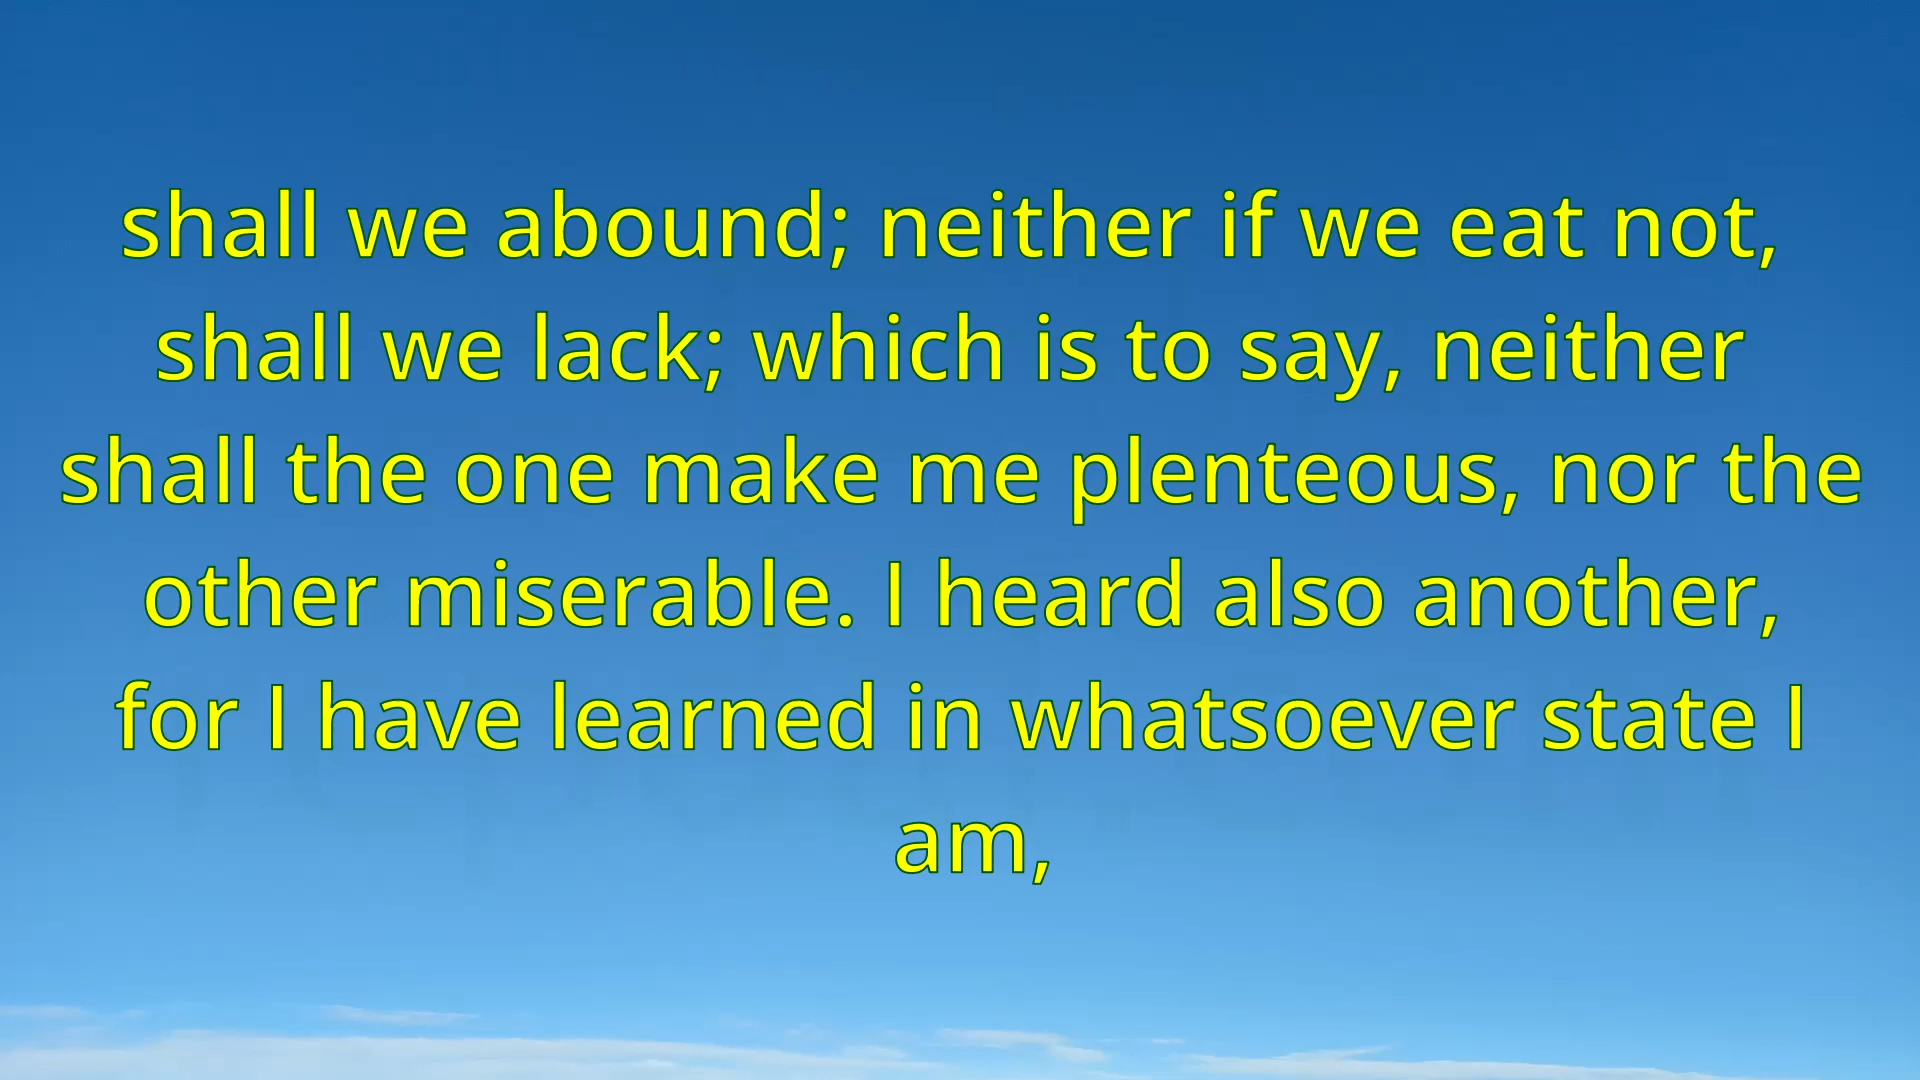 shall we abound; neither if we eat not,
shall we lack; which is to say, neither
shall the one make me plenteous, nor the
other miserable. I heard also another,
for I have learned in whatsoever state I
am,